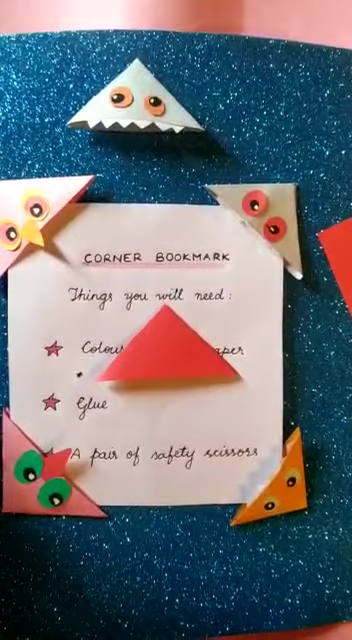 CORNER BOOKMARK
Things you will need:
Glue
A pair of safety scissors